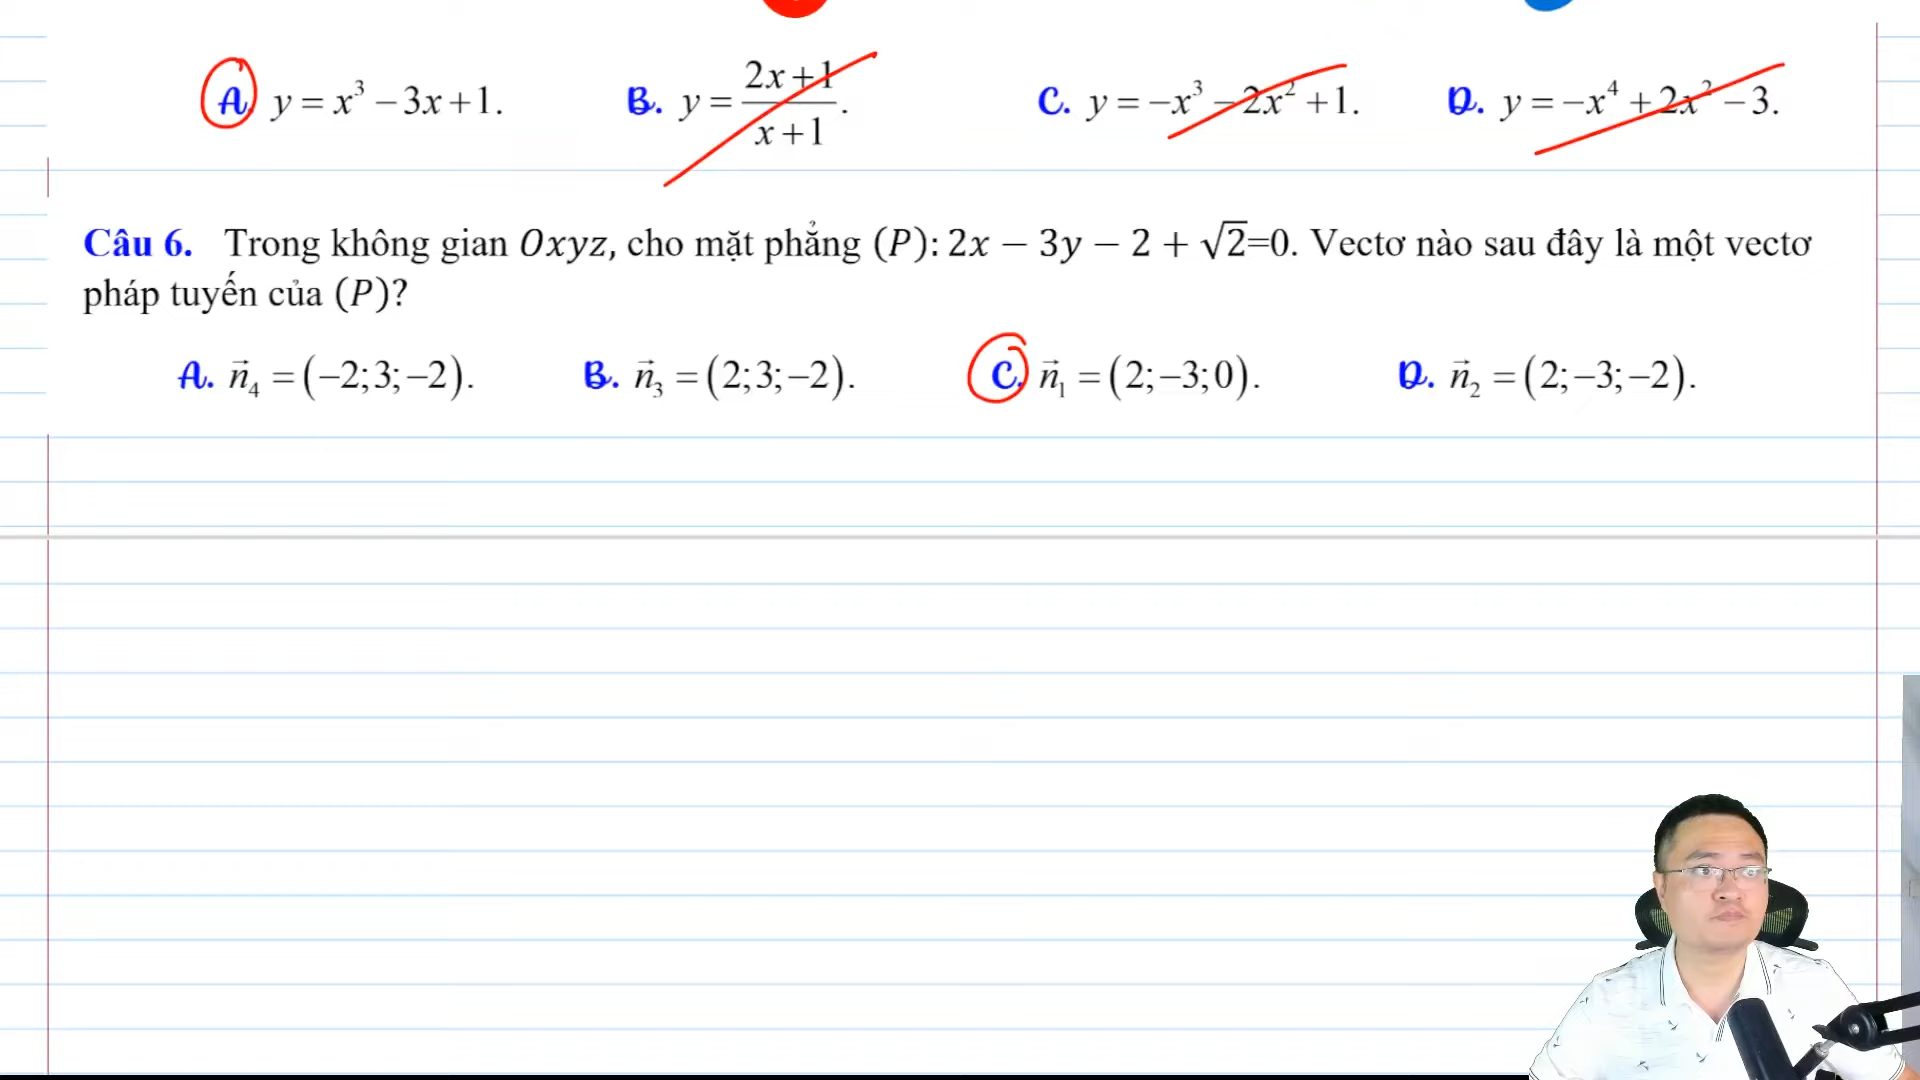 A. y = x³ − 3x + 1. B. y = (2x + 1)/(x + 1). C. y = −x³ − 2x² + 1. D. y = −x⁴ + 2x² − 3.
Câu 6. Trong không gian Oxyz, cho mặt phẳng (P): 2x − 3y − 2 + √2=0. Vectơ nào sau đây là một vectơ
pháp tuyến của (P)?
A. n⃗₄ = (−2;3;−2). B. n⃗₃ = (2;3;−2). C. n⃗₁ = (2;−3;0). D. n⃗₂ = (2;−3;−2).